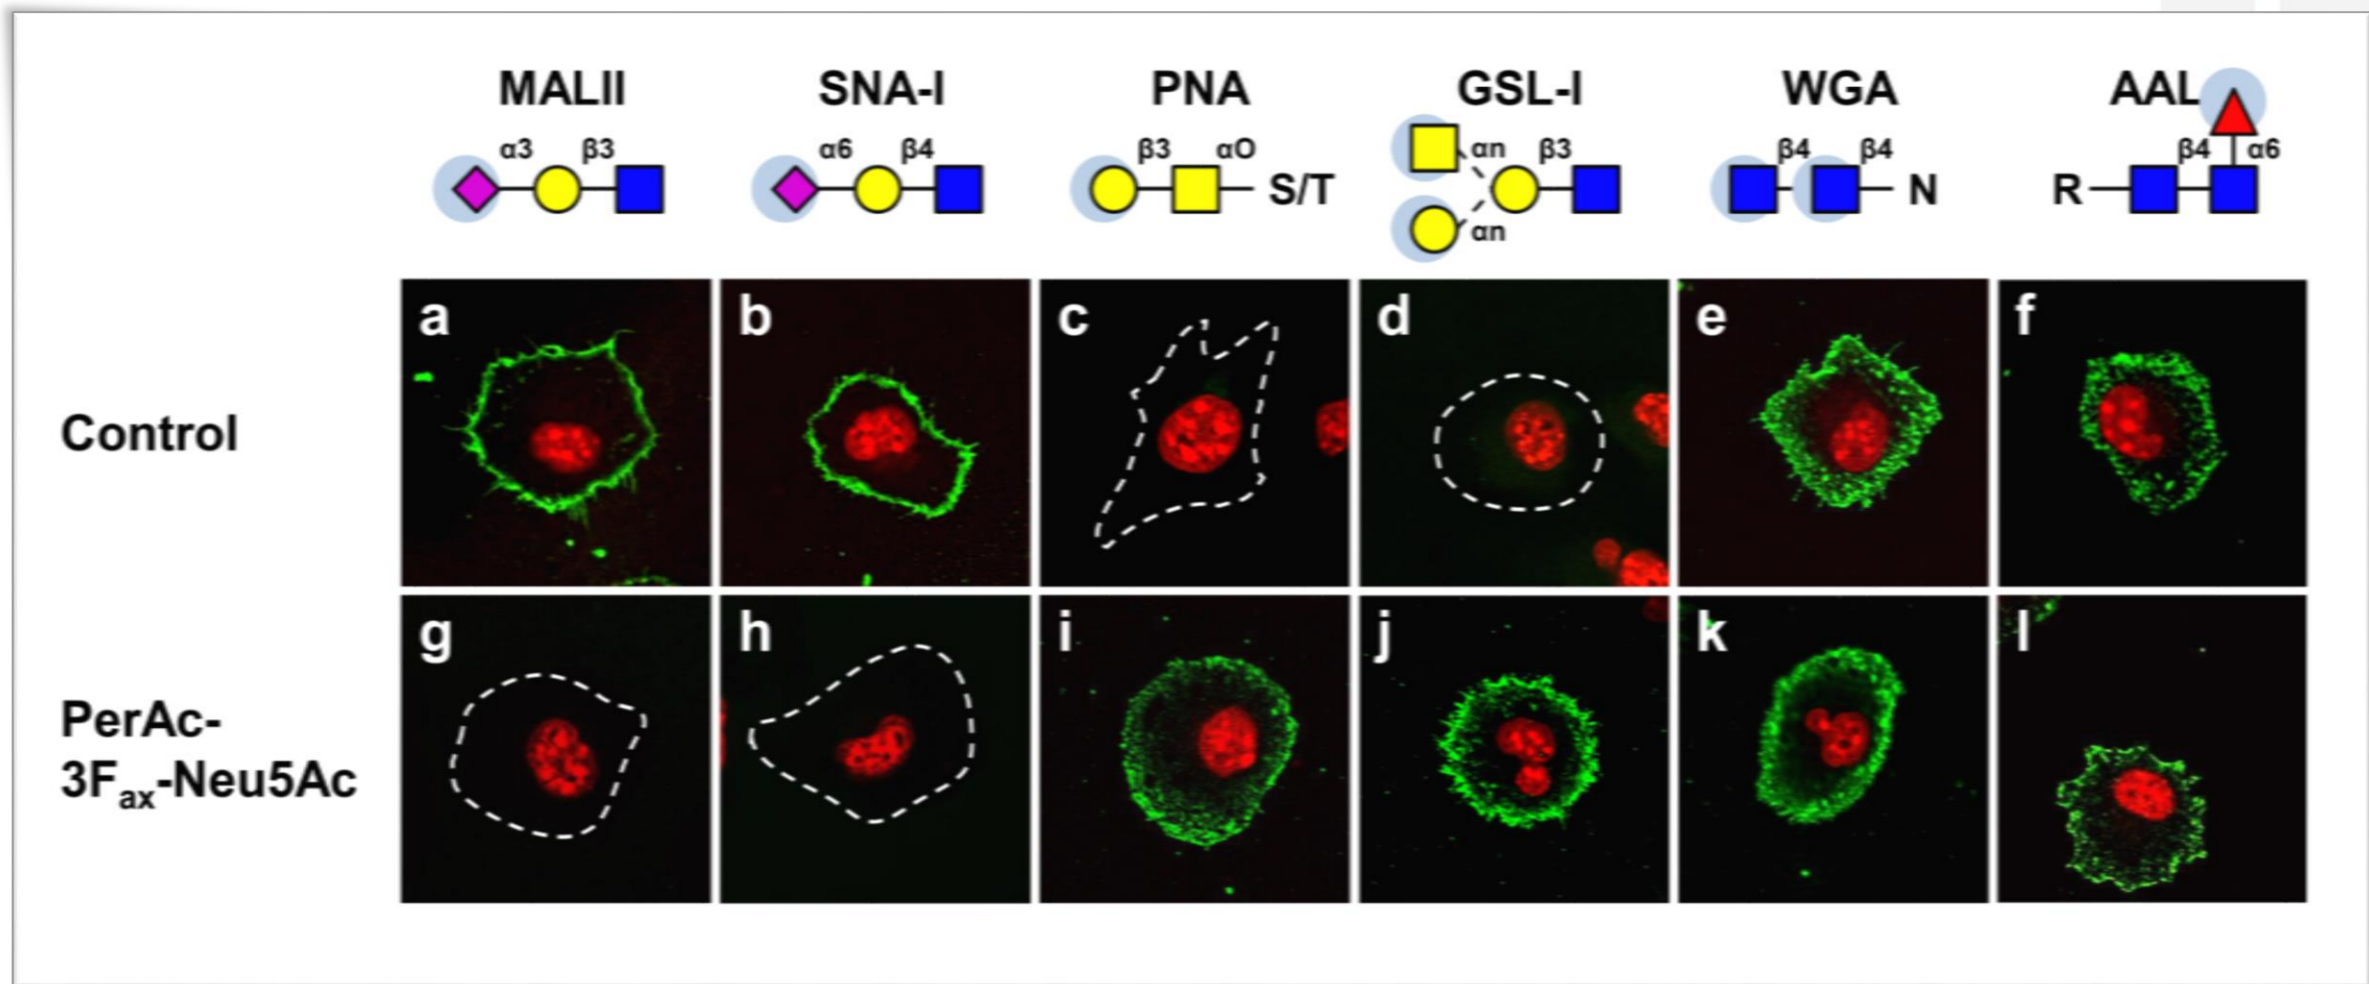 MALII SNA-I PNA GSL-I WGA AAL
α3 β3 α6 β4 β3 αO αn β3 β4 β4 β4 α6
S/T N R
αn
a b c d e f
Control
g h i j k l
PerAc-
3Fax-Neu5Ac